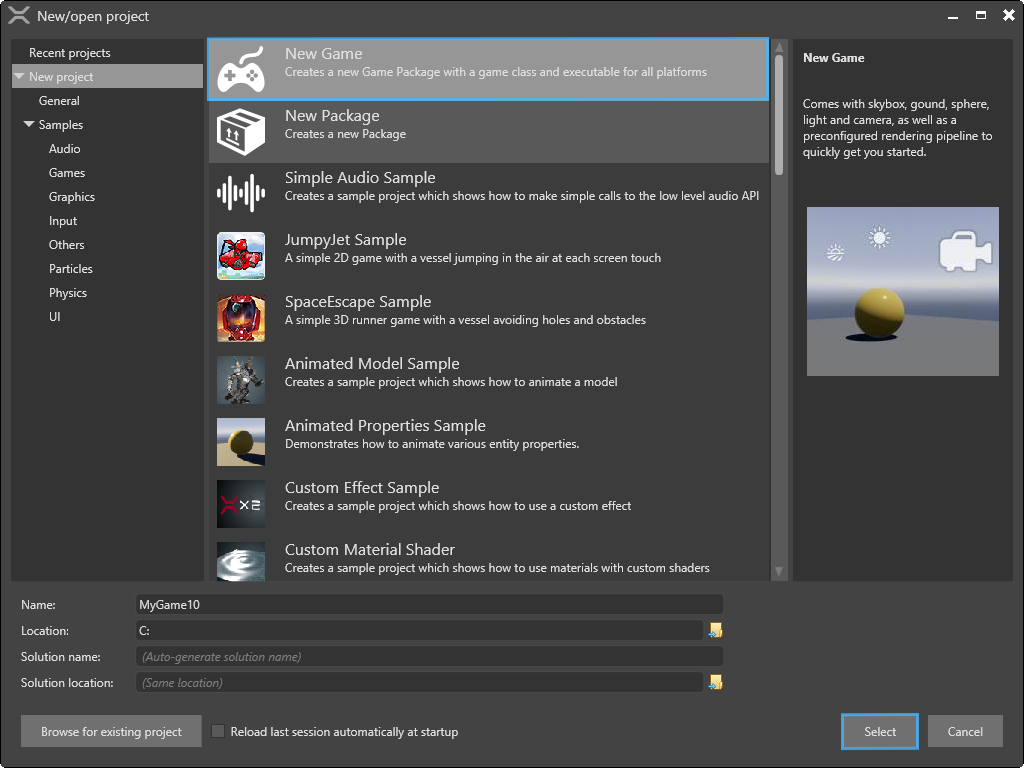 New/open project
Recent projects
New project
General
Samples
Audio
Games
Graphics
Input
Others
Particles
Physics
UI
New Game
Creates a new Game Package with a game class and executable for all platforms
New Package
Creates a new Package
Simple Audio Sample
Creates a sample project which shows how to make simple calls to the low level audio API
JumpyJet Sample
A simple 2D game with a vessel jumping in the air at each screen touch
SpaceEscape Sample
A simple 3D runner game with a vessel avoiding holes and obstacles
Animated Model Sample
Creates a sample project which shows how to animate a model
Animated Properties Sample
Demonstrates how to animate various entity properties.
Custom Effect Sample
Creates a sample project which shows how to use a custom effect
Custom Material Shader
Creates a sample project which shows how to use materials with custom shaders
New Game
Comes with skybox, gound, sphere,
light and camera, as well as a
preconfigured rendering pipeline to
quickly get you started.
Name:
MyGame10
Location:
C:
Solution name:
(Auto-generate solution name)
Solution location:
(Same location)
Browse for existing project
Reload last session automatically at startup
Select
Cancel